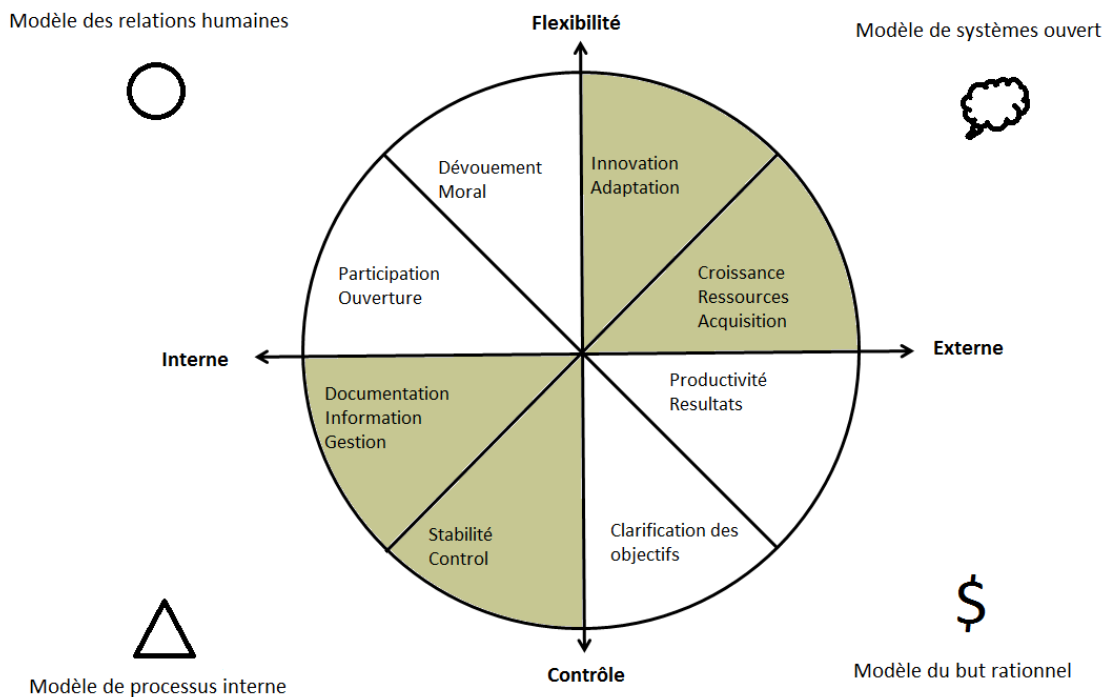 Modèle des relations humaines
Flexibilité
Modèle de systèmes ouvert
Dévouement
Moral
Innovation
Adaptation
Participation
Ouverture
Croissance
Ressources
Acquisition
Interne
Externe
Documentation
Information
Gestion
Productivité
Resultats
Stabilité
Control
Clarification des
objectifs
$
Contrôle
Modèle de processus interne
Modèle du but rationnel